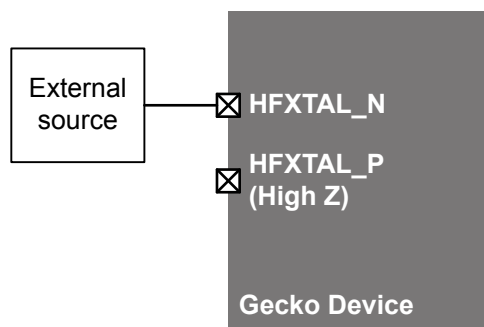 External
source
HFXTAL_N
HFXTAL_P
(High Z)
Gecko Device